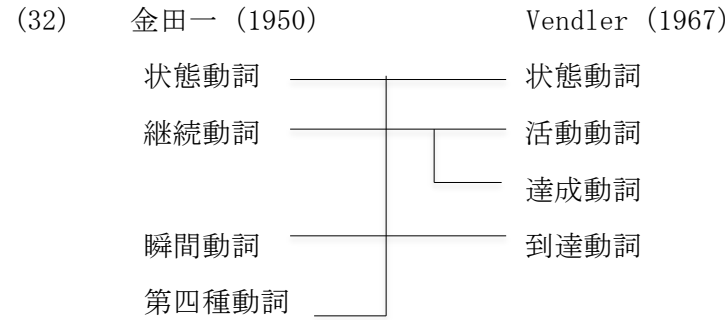 (32) 金田一 (1950) Vendler (1967)
状態動詞 状態動詞
継続動詞 活動動詞
達成動詞
瞬間動詞 到達動詞
第四種動詞